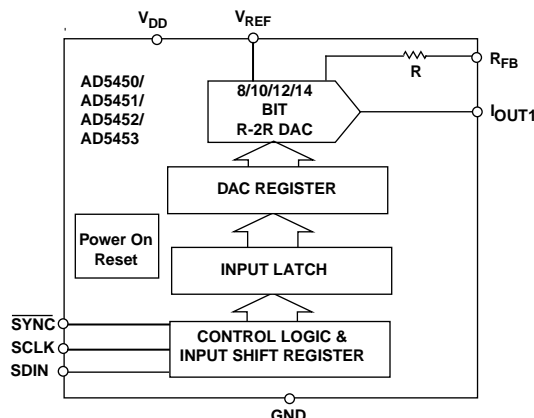 VDD
VREF
AD5450/
AD5451/
AD5452/
AD5453
8/10/12/14
BIT
R-2R DAC
R
RFB
IOUT1
DAC REGISTER
Power On
Reset
INPUT LATCH
SYNC
SCLK
SDIN
CONTROL LOGIC &
INPUT SHIFT REGISTER
GND